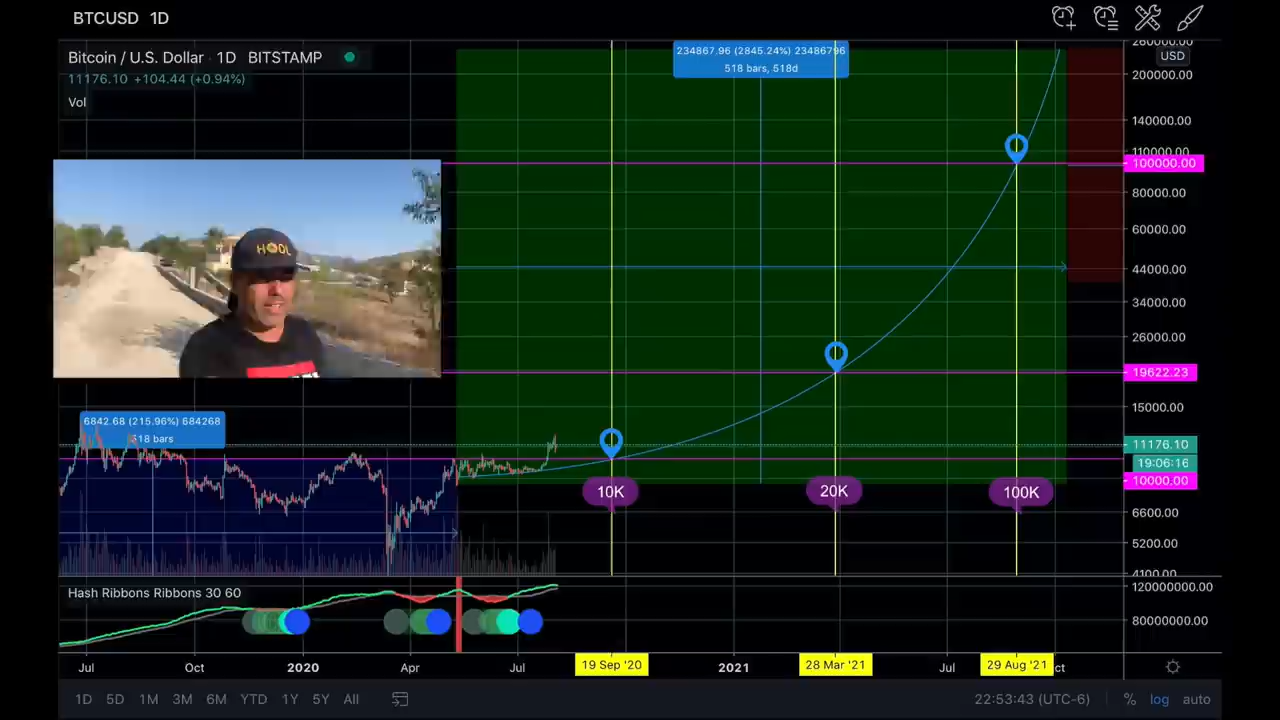 BTCUSD 1D
Bitcoin / U.S. Dollar · 1D BITSTAMP
11176.10 +104.44 (+0.94%)
Vol
234867.96 (2845.24%) 23486796
518 bars, 518d
USD
200000.00
140000.00
110000.00
100000.00
80000.00
60000.00
44000.00
34000.00
26000.00
19622.23
15000.00
11176.10
19:06:16
10000.00
6600.00
5200.00
HODL
6842.68 (215.96%) 684268
318 bars
10K
20K
100K
Hash Ribbons Ribbons 30 60
120000000.00
80000000.00
Jul Oct 2020 Apr Jul 19 Sep '20 2021 28 Mar '21 Jul 29 Aug '21
1D 5D 1M 3M 6M YTD 1Y 5Y All
22:53:43 (UTC-6) % log auto